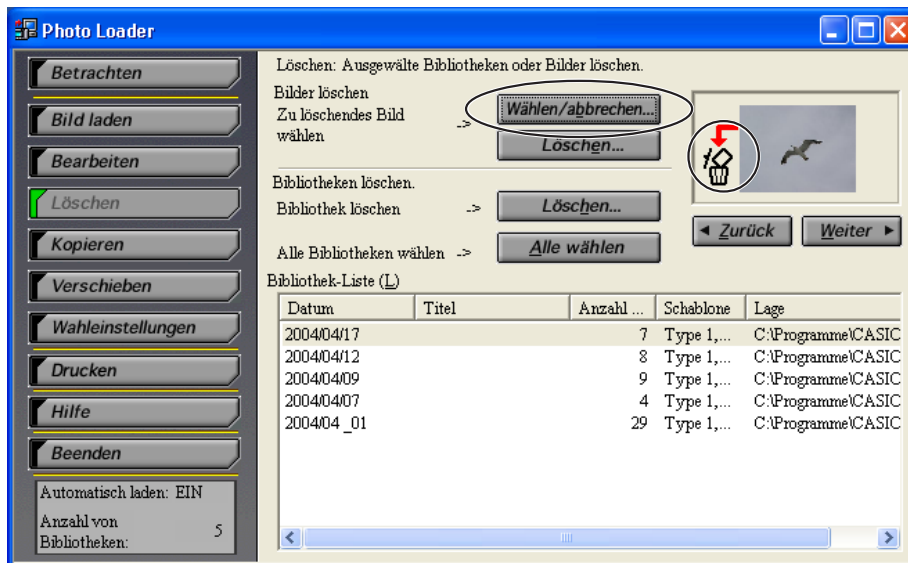 Photo Loader
Betrachten
Bild laden
Bearbeiten
Löschen
Kopieren
Verschieben
Wahleinstellungen
Drucken
Hilfe
Beenden
Automatisch laden: EIN
Anzahl von
Bibliotheken: 5
Löschen: Ausgewälte Bibliotheken oder Bilder löschen.
Bilder löschen
Zu löschendes Bild
wählen ->
Wählen/abbrechen...
Löschen...
Bibliotheken löschen.
Bibliothek löschen -> Löschen...
Alle Bibliotheken wählen -> Alle wählen
◄ Zurück Weiter ►
Bibliothek-Liste (L)
Datum Titel Anzahl ... Schablone Lage
2004/04/17 7 Type 1,... C:\Programme\CASIC
2004/04/12 8 Type 1,... C:\Programme\CASIC
2004/04/09 9 Type 1,... C:\Programme\CASIC
2004/04/07 4 Type 1,... C:\Programme\CASIC
2004/04 _01 29 Type 1,... C:\Programme\CASIC